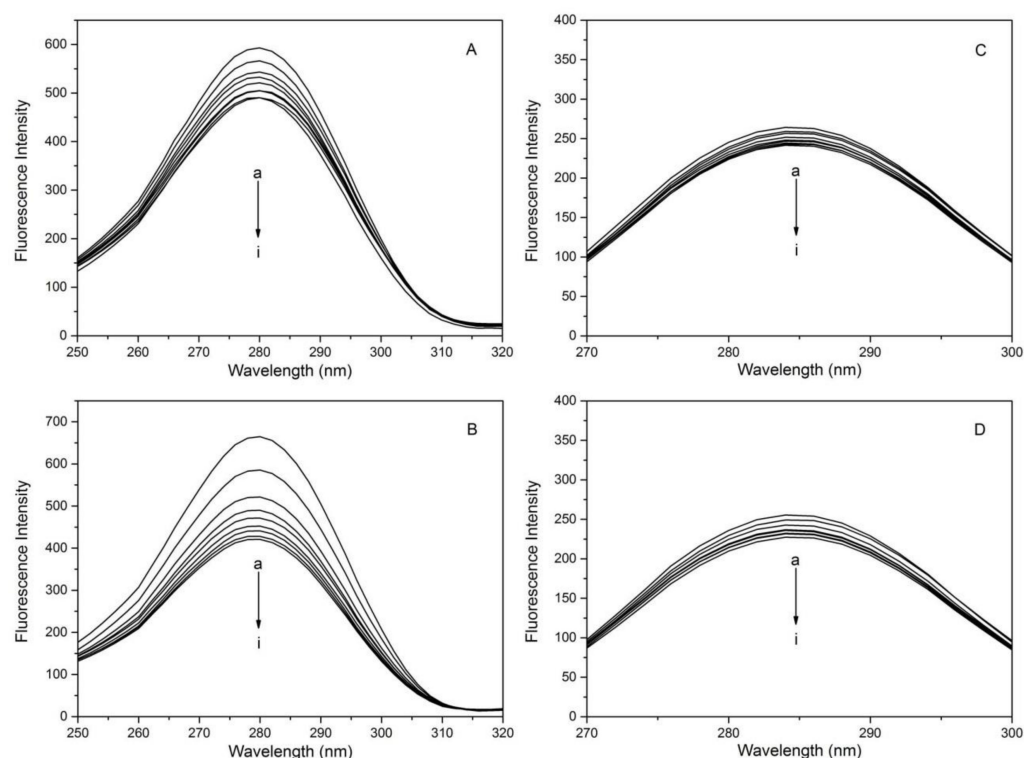 A
600
500
400
300
200
100
0
Fluorescence Intensity
a
i
250 260 270 280 290 300 310 320
Wavelength (nm)
C
400
350
300
250
200
150
100
50
0
Fluorescence Intensity
a
i
270 280 290 300
Wavelength (nm)
B
700
600
500
400
300
200
100
0
Fluorescence Intensity
a
i
250 260 270 280 290 300 310 320
Wavelength (nm)
D
400
350
300
250
200
150
100
50
0
Fluorescence Intensity
a
i
270 280 290 300
Wavelength (nm)